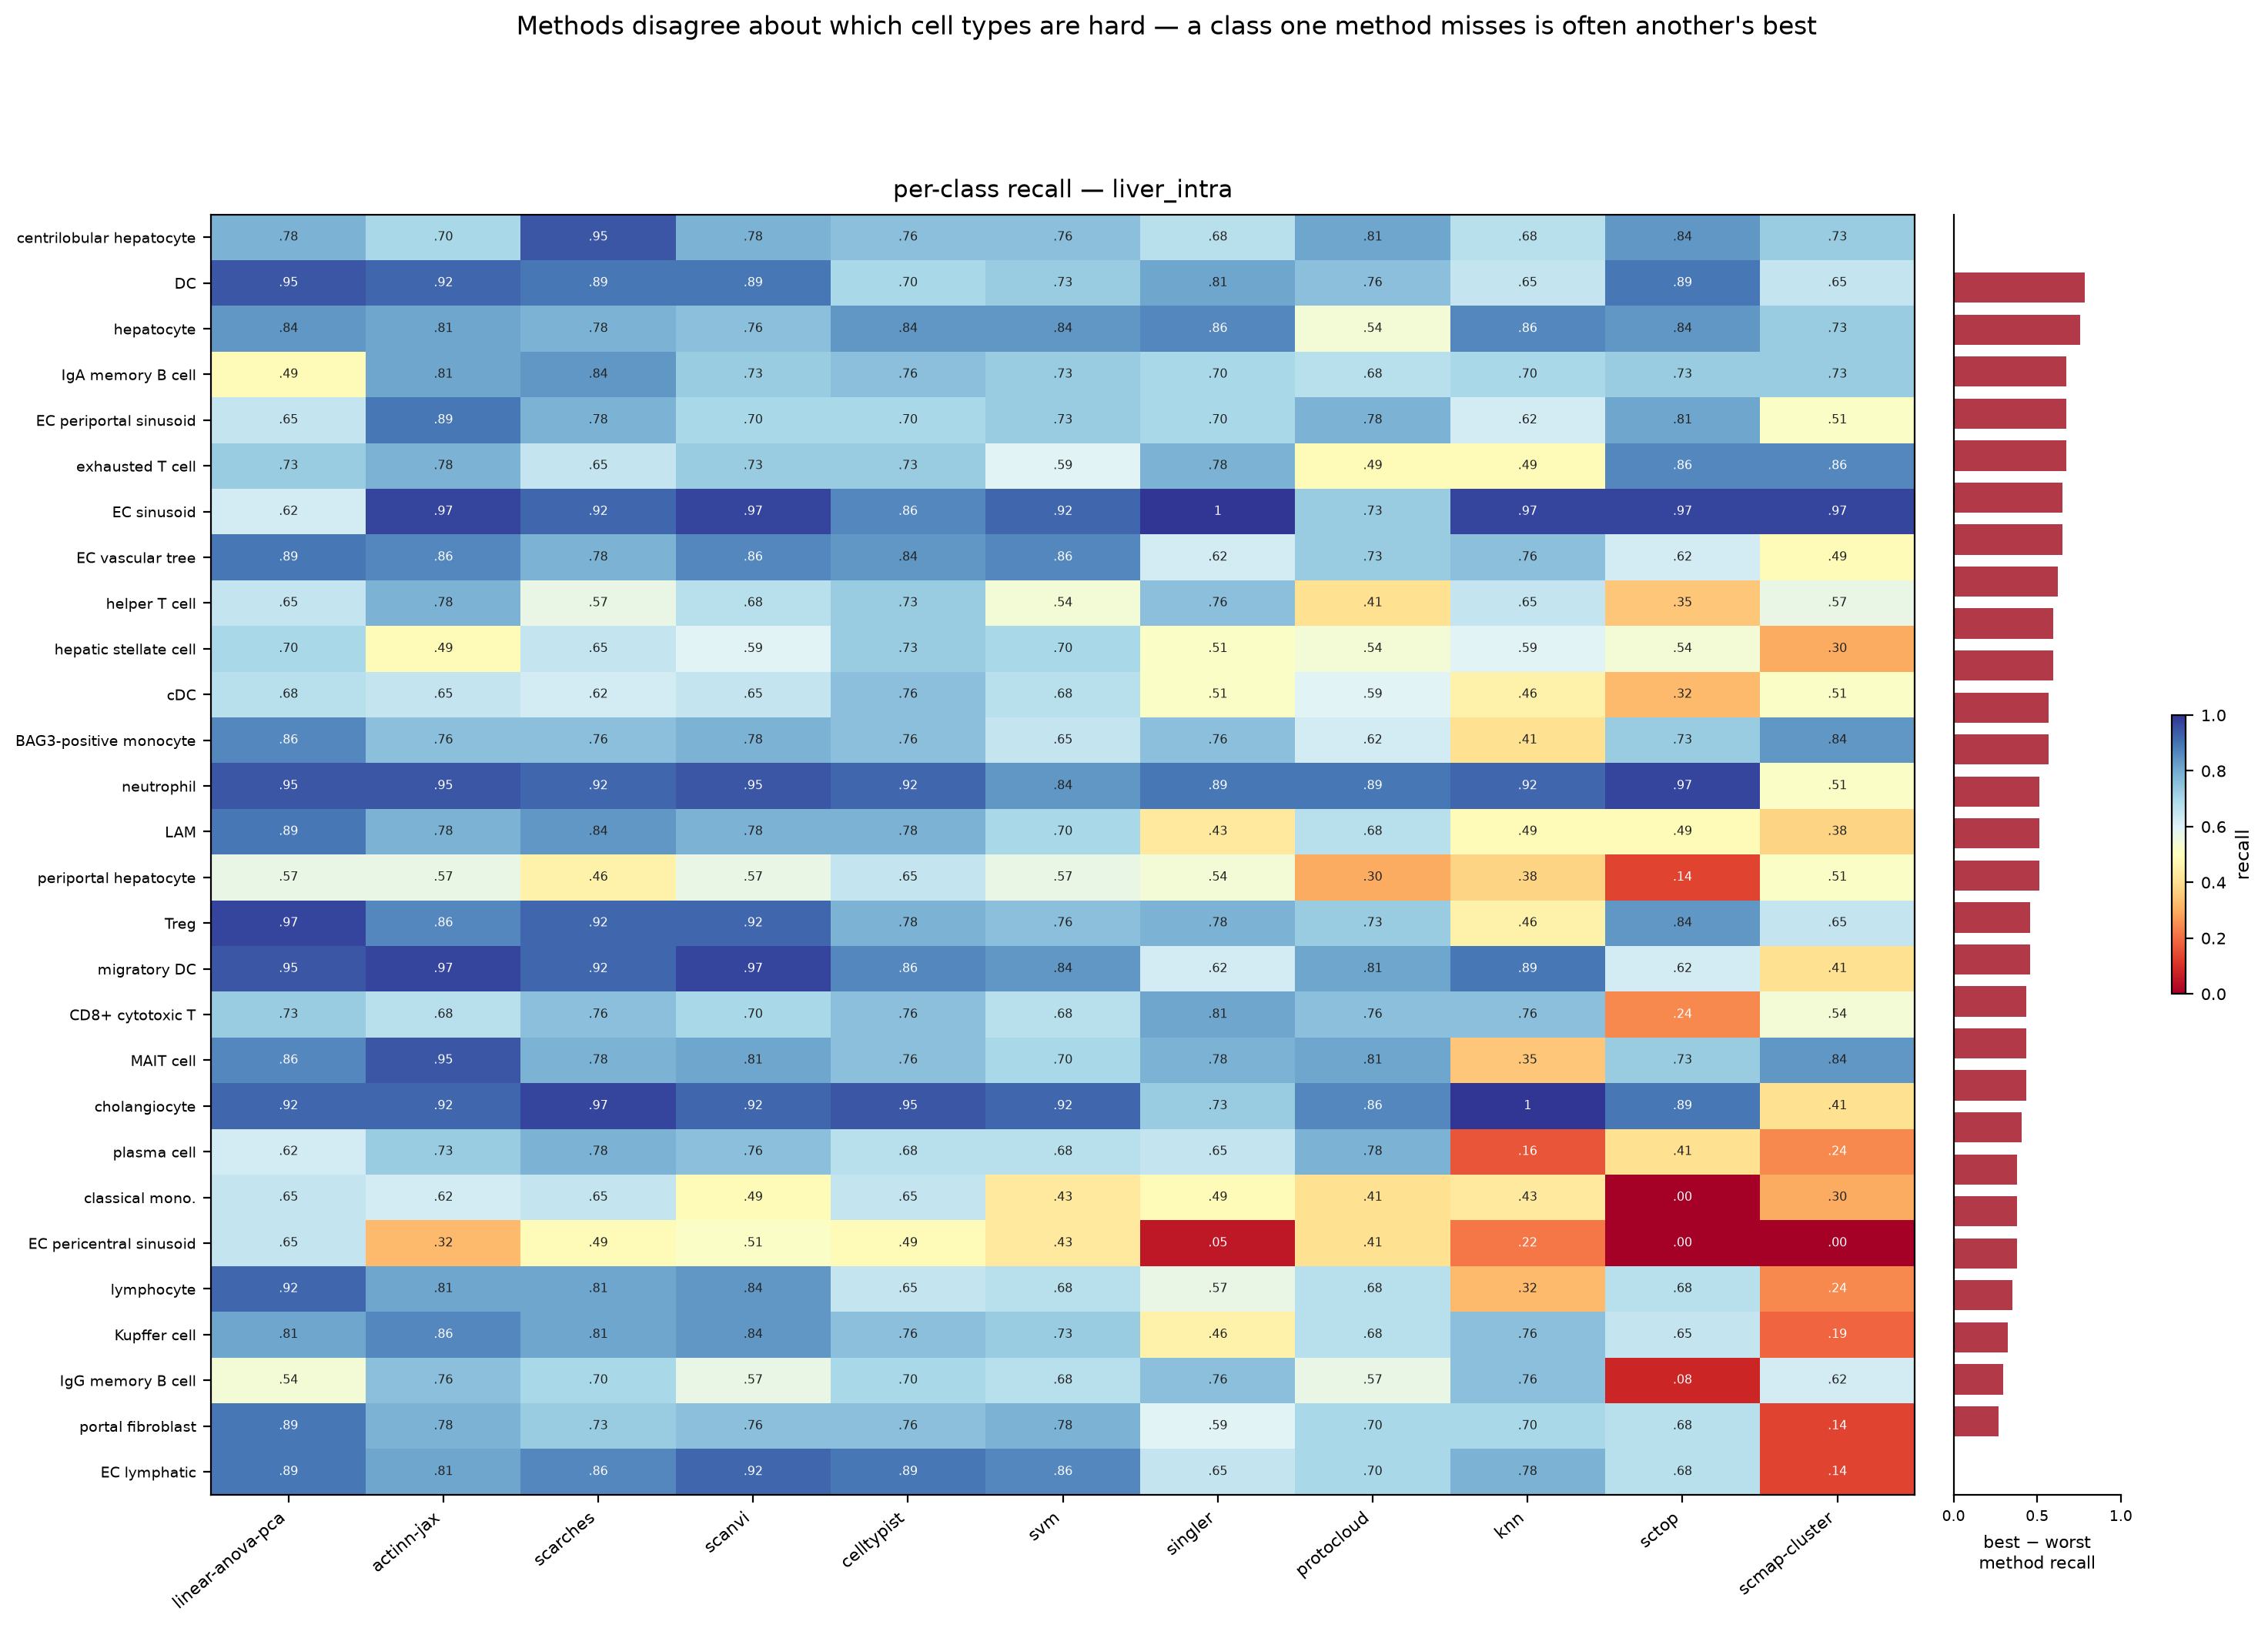 Methods disagree about which cell types are hard — a class one method misses is often another's best
per-class recall — liver_intra
centrilobular hepatocyte .78 .70 .95 .78 .76 .76 .68 .81 .68 .84 .73
DC .95 .92 .89 .89 .70 .73 .81 .76 .65 .89 .65
hepatocyte .84 .81 .78 .76 .84 .84 .86 .54 .86 .84 .73
IgA memory B cell .49 .81 .84 .73 .76 .73 .70 .68 .70 .73 .73
EC periportal sinusoid .65 .89 .78 .70 .70 .73 .70 .78 .62 .81 .51
exhausted T cell .73 .78 .65 .73 .73 .59 .78 .49 .49 .86 .86
EC sinusoid .62 .97 .92 .97 .86 .92 1 .73 .97 .97 .97
EC vascular tree .89 .86 .78 .86 .84 .86 .62 .73 .76 .62 .49
helper T cell .65 .78 .57 .68 .73 .54 .76 .41 .65 .35 .57
hepatic stellate cell .70 .49 .65 .59 .73 .70 .51 .54 .59 .54 .30
cDC .68 .65 .62 .65 .76 .68 .51 .59 .46 .32 .51
BAG3-positive monocyte .86 .76 .76 .78 .76 .65 .76 .62 .41 .73 .84
neutrophil .95 .95 .92 .95 .92 .84 .89 .89 .92 .97 .51
LAM .89 .78 .84 .78 .78 .70 .43 .68 .49 .49 .38
periportal hepatocyte .57 .57 .46 .57 .65 .57 .54 .30 .38 .14 .51
Treg .97 .86 .92 .92 .78 .76 .78 .73 .46 .84 .65
migratory DC .95 .97 .92 .97 .86 .84 .62 .81 .89 .62 .41
CD8+ cytotoxic T .73 .68 .76 .70 .76 .68 .81 .76 .76 .24 .54
MAIT cell .86 .95 .78 .81 .76 .70 .78 .81 .35 .73 .84
cholangiocyte .92 .92 .97 .92 .95 .92 .73 .86 1 .89 .41
plasma cell .62 .73 .78 .76 .68 .68 .65 .78 .16 .41 .24
classical mono. .65 .62 .65 .49 .65 .43 .49 .41 .43 .00 .30
EC pericentral sinusoid .65 .32 .49 .51 .49 .43 .05 .41 .22 .00 .00
lymphocyte .92 .81 .81 .84 .65 .68 .57 .68 .32 .68 .24
Kupffer cell .81 .86 .81 .84 .76 .73 .46 .68 .76 .65 .19
IgG memory B cell .54 .76 .70 .57 .70 .68 .76 .57 .76 .08 .62
portal fibroblast .89 .78 .73 .76 .76 .78 .59 .70 .70 .68 .14
EC lymphatic .89 .81 .86 .92 .89 .86 .65 .70 .78 .68 .14
linear-anova-pca actinn-jax scarches scanvi celltypist svm singler protocloud knn sctop scmap-cluster
0.0 0.5 1.0
best − worst
method recall
1.0
0.8
0.6
0.4
0.2
0.0
recall